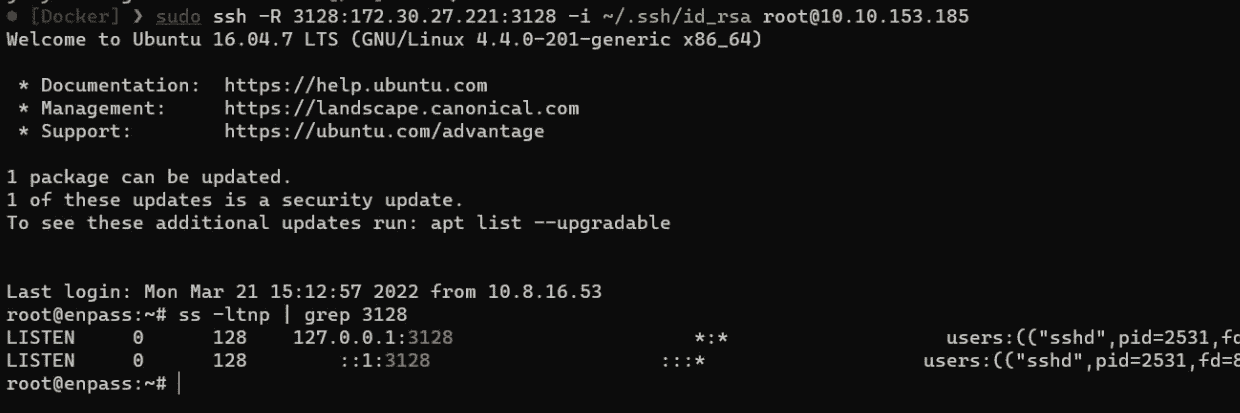 ● [Docker] ❯ sudo ssh -R 3128:172.30.27.221:3128 -i ~/.ssh/id_rsa root@10.10.153.185
Welcome to Ubuntu 16.04.7 LTS (GNU/Linux 4.4.0-201-generic x86_64)
* Documentation: https://help.ubuntu.com
* Management: https://landscape.canonical.com
* Support: https://ubuntu.com/advantage
1 package can be updated.
1 of these updates is a security update.
To see these additional updates run: apt list --upgradable
Last login: Mon Mar 21 15:12:57 2022 from 10.8.16.53
root@enpass:~# ss -ltnp | grep 3128
LISTEN 0 128 127.0.0.1:3128 *:* users:(("sshd",pid=2531,fd
LISTEN 0 128 ::1:3128 :::* users:(("sshd",pid=2531,fd=8
root@enpass:~#